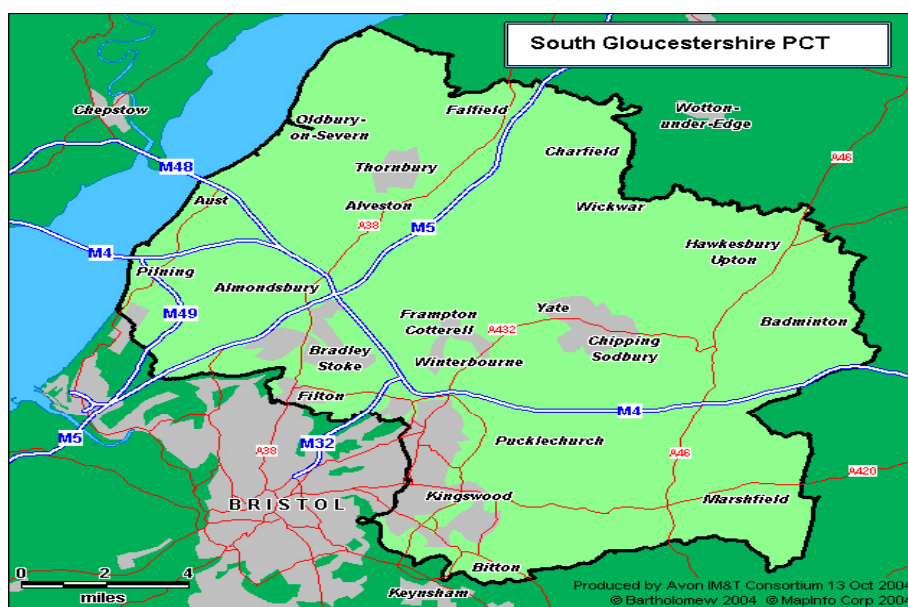 South Gloucestershire PCT
Chepstow
Oldbury-
on-Severn
Falfield
Wotton-
under-Edge
Charfield
A46
M48
Thornbury
Aust
Alveston
Wickwar
A38
M5
M4
Hawkesbury
Upton
Pilning
Almondsbury
M49
Frampton
Cotterell
Yate
A432
Badminton
Chipping
Sodbury
Bradley
Stoke
Winterbourne
Filton
M4
M5
A38
M32
Pucklechurch
A46
A420
Kingswood
Marshfield
BRISTOL
Bitton
0 2 4
miles
Keynsham
Produced by Avon IM&T Consortium 13 Oct 2004
© Bartholomew 2004 © MapInfo Corp 2004